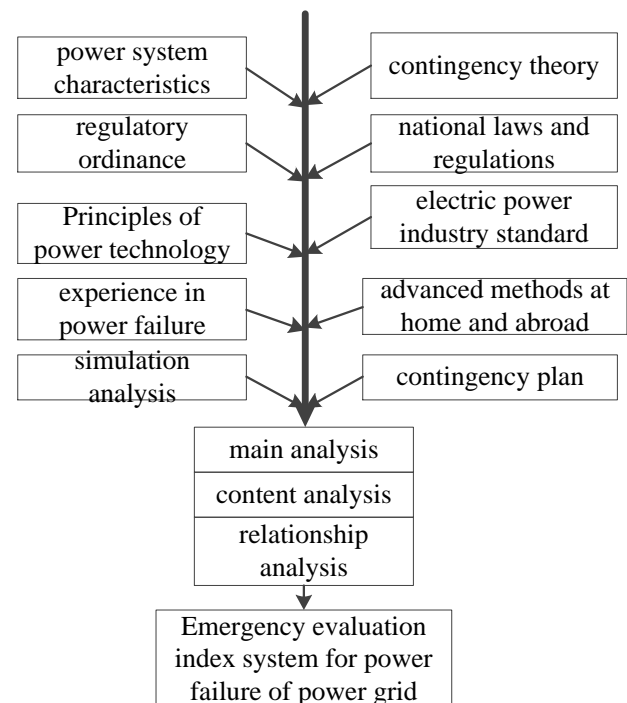 power system
characteristics
contingency theory
regulatory
ordinance
national laws and
regulations
Principles of
power technology
electric power
industry standard
experience in
power failure
advanced methods at
home and abroad
simulation
analysis
contingency plan
main analysis
content analysis
relationship
analysis
Emergency evaluation
index system for power
failure of power grid